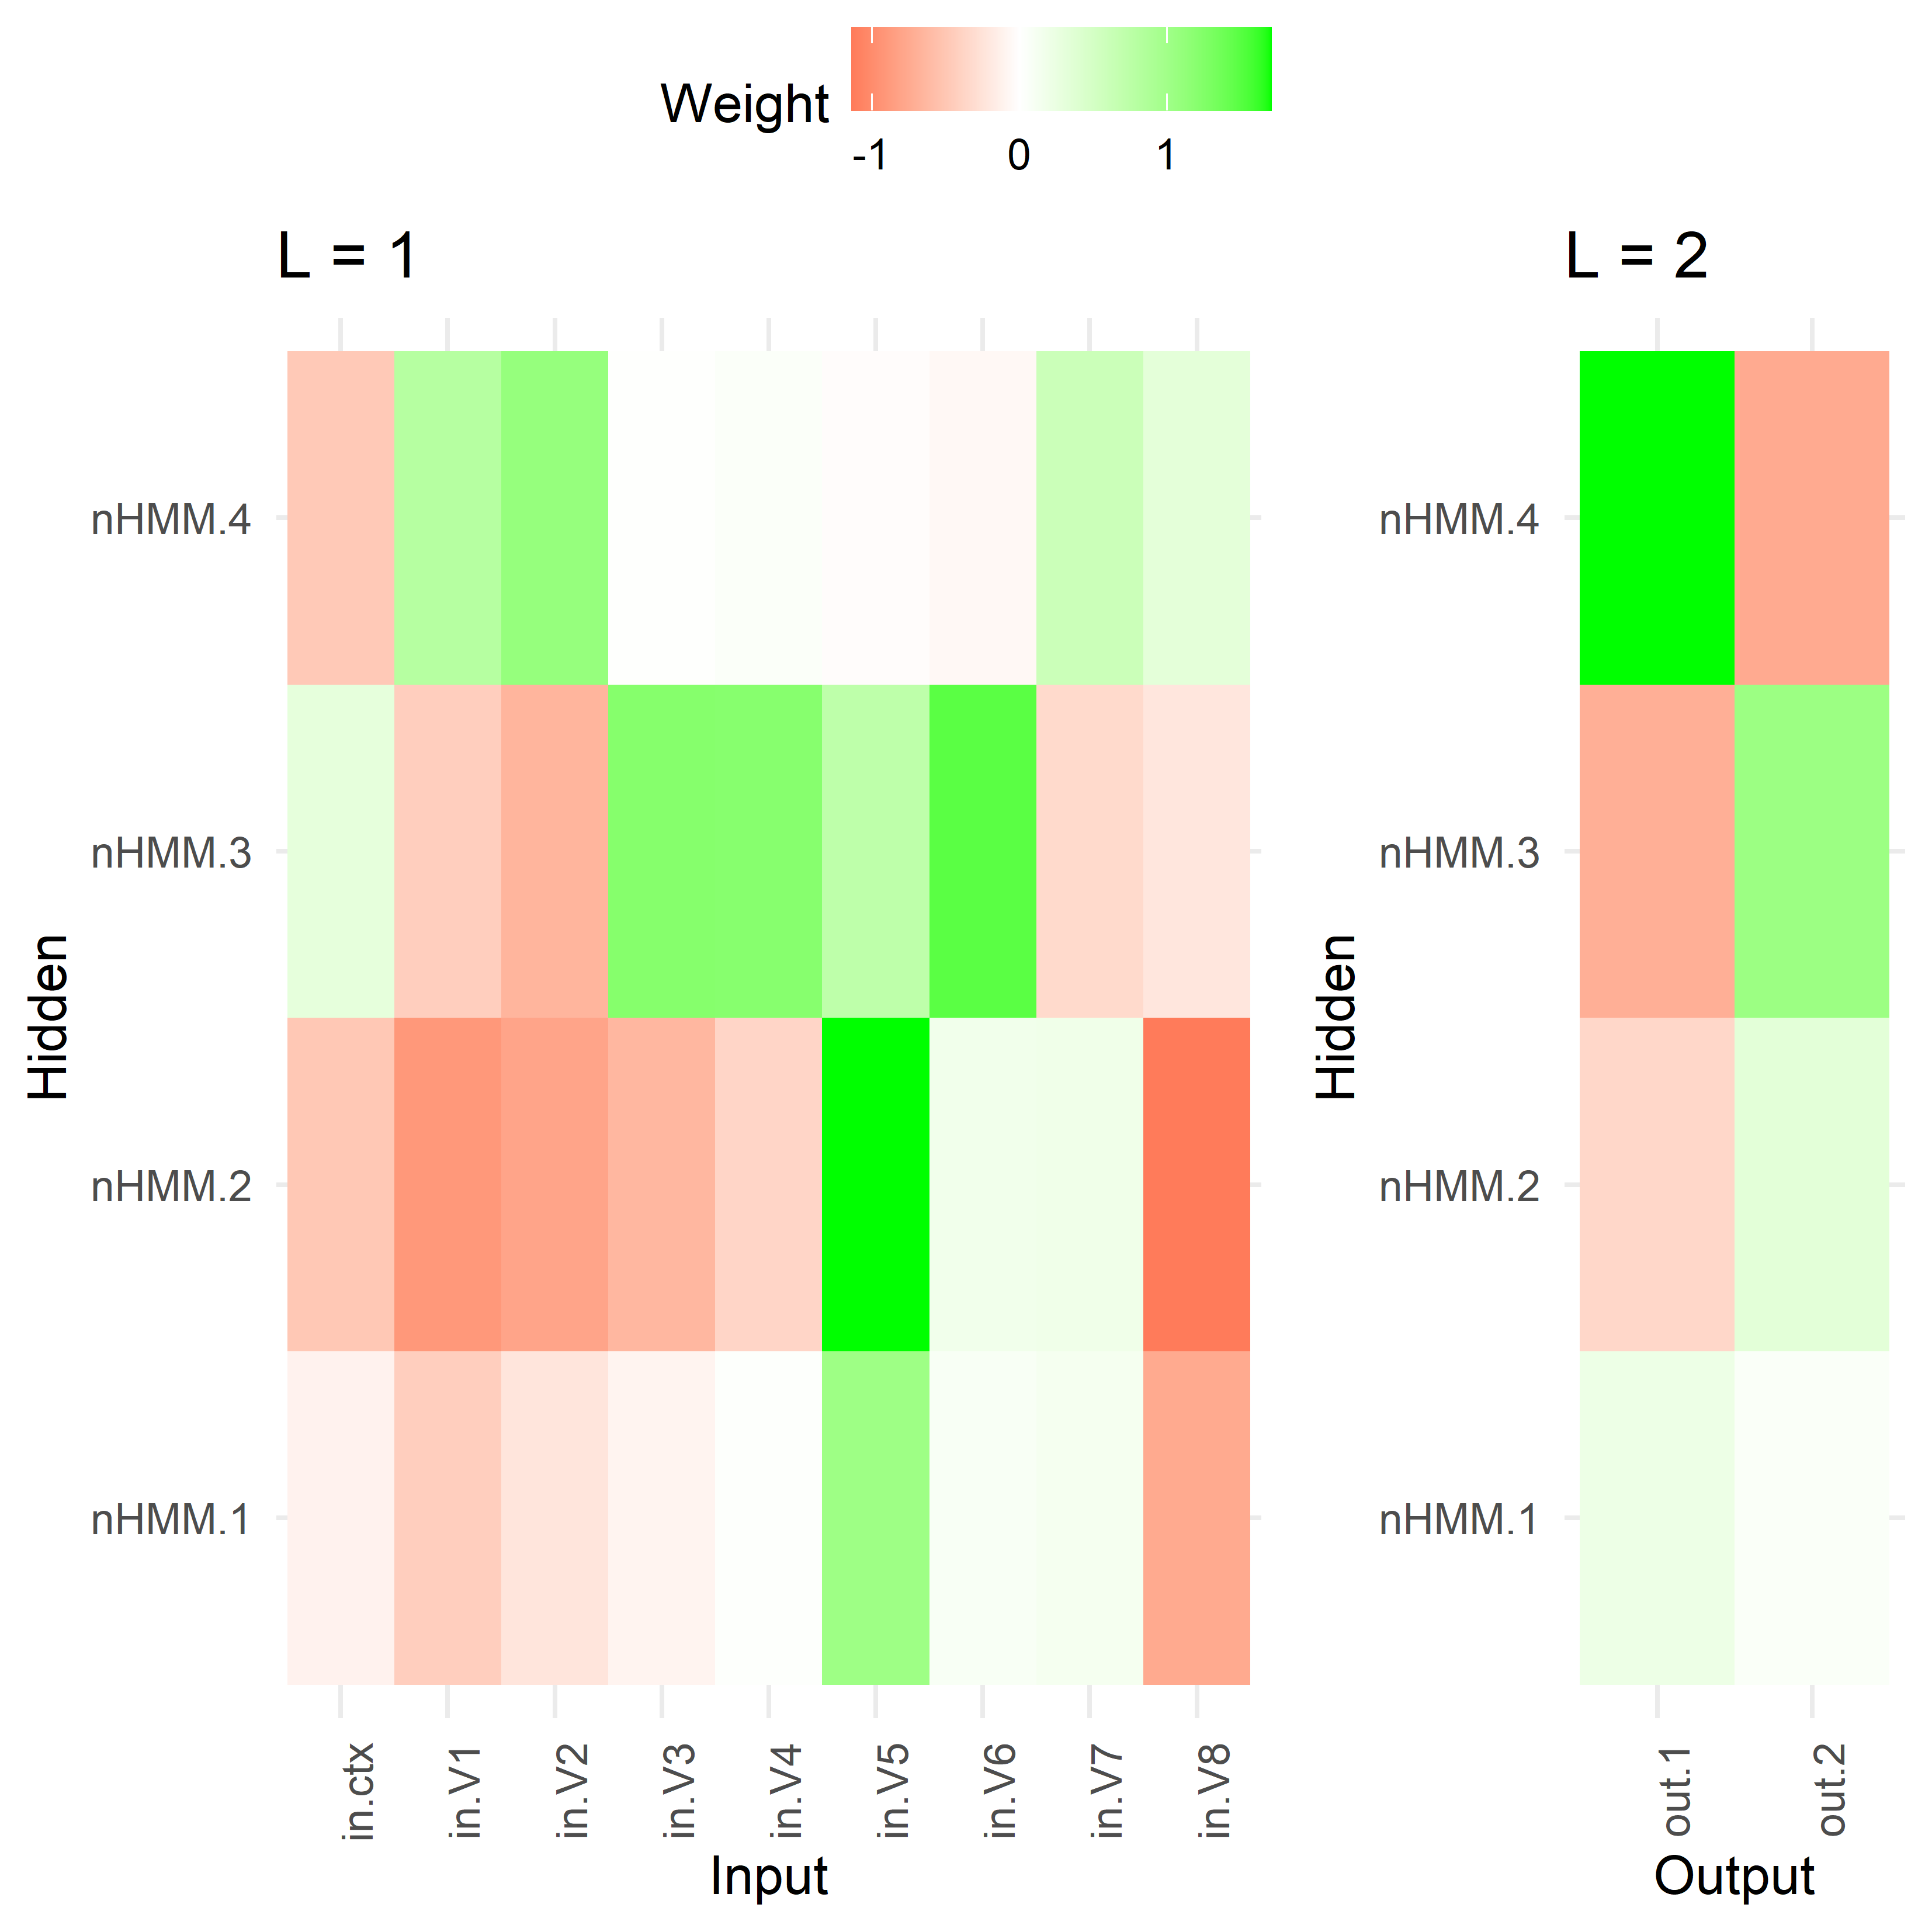 Weight
-1 0 1
L = 1
L = 2
Hidden
nHMM.4
nHMM.3
nHMM.2
nHMM.1
in.ctx in.V1 in.V2 in.V3 in.V4 in.V5 in.V6 in.V7 in.V8
Input
Hidden
nHMM.4
nHMM.3
nHMM.2
nHMM.1
out.1 out.2
Output